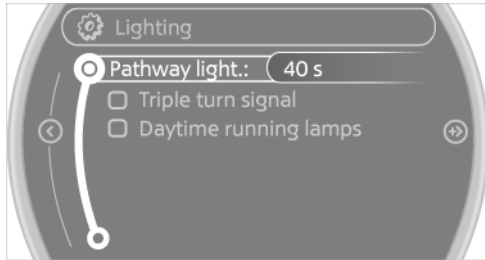 Lighting
Pathway light.: 40 s
Triple turn signal
Daytime running lamps